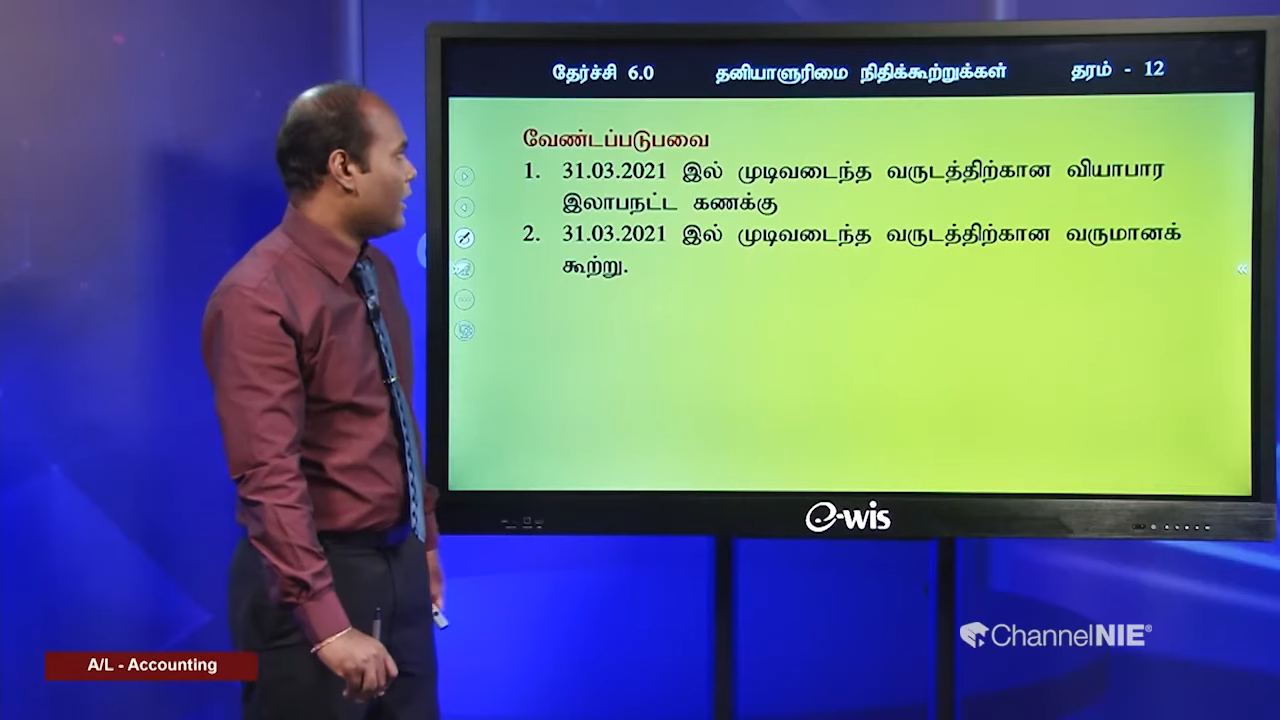 தேர்ச்சி 6.0 தனியாளுரிமை நிதிக்கூற்றுக்கள் தரம் - 12
வேண்டப்படுபவை
1. 31.03.2021 இல் முடிவடைந்த வருடத்திற்கான வியாபார
இலாபநட்ட கணக்கு
2. 31.03.2021 இல் முடிவடைந்த வருடத்திற்கான வருமானக்
கூற்று.
e-wis
ChannelNIE®
A/L - Accounting